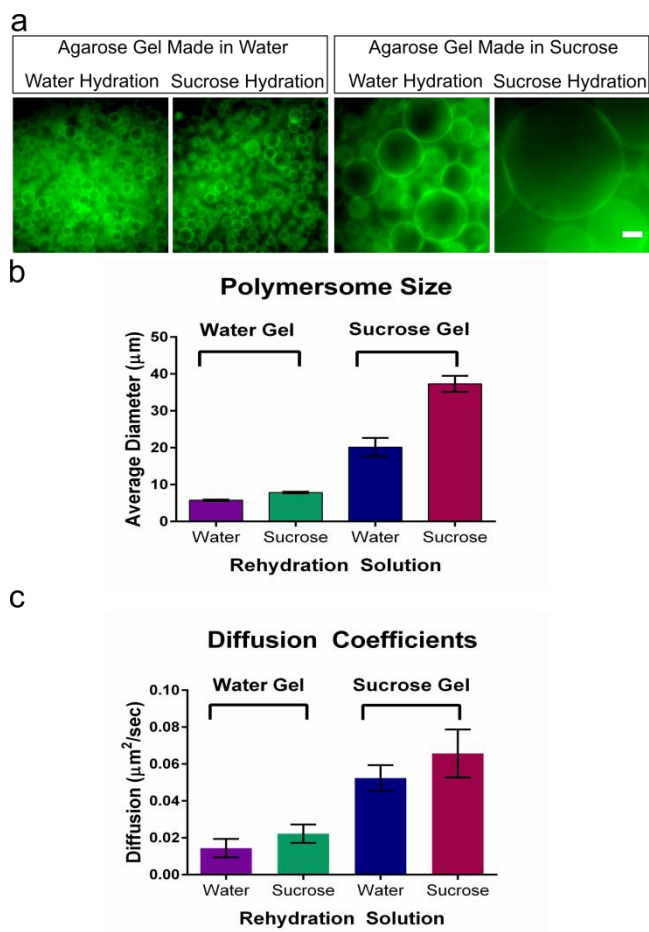 a
Agarose Gel Made in Water
Agarose Gel Made in Sucrose
Water Hydration
Sucrose Hydration
Water Hydration
Sucrose Hydration
b
Polymersome Size
Water Gel
Sucrose Gel
Average Diameter (μm)
50
40
30
20
10
0
Water
Sucrose
Water
Sucrose
Rehydration Solution
c
Diffusion Coefficients
Water Gel
Sucrose Gel
Diffusion (μm²/sec)
0.10
0.08
0.06
0.04
0.02
0.00
Water
Sucrose
Water
Sucrose
Rehydration Solution